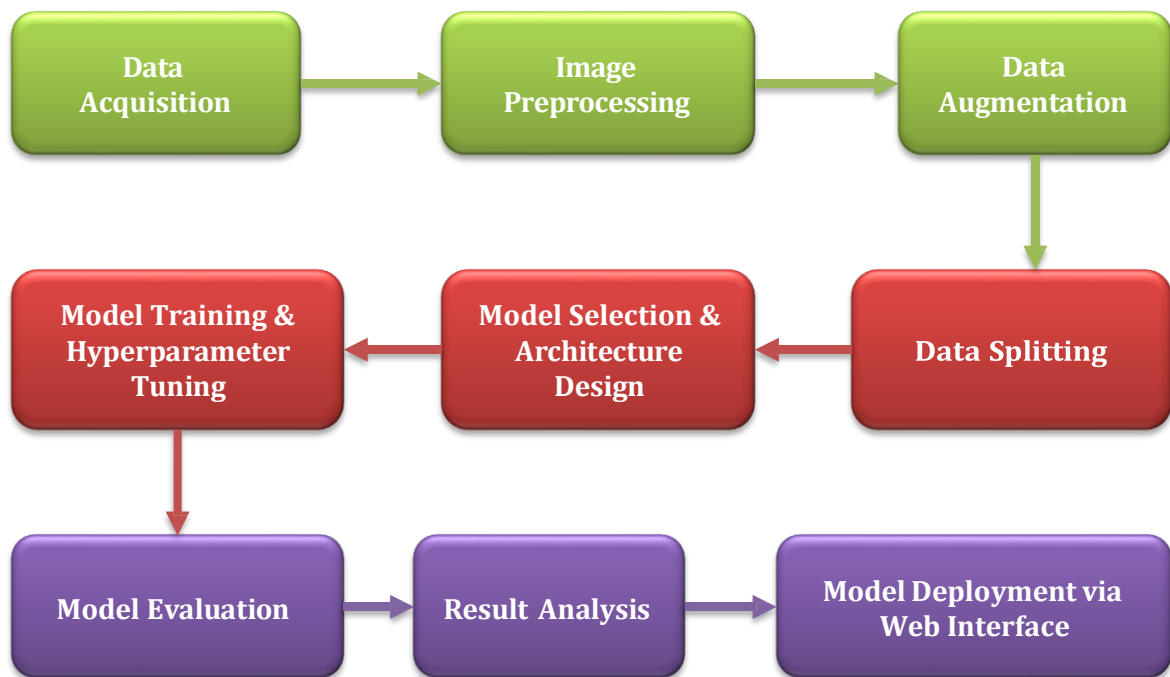 Data
Acquisition
Image
Preprocessing
Data
Augmentation
Model Training &
Hyperparameter
Tuning
Model Selection &
Architecture
Design
Data Splitting
Model Evaluation
Result Analysis
Model Deployment via
Web Interface